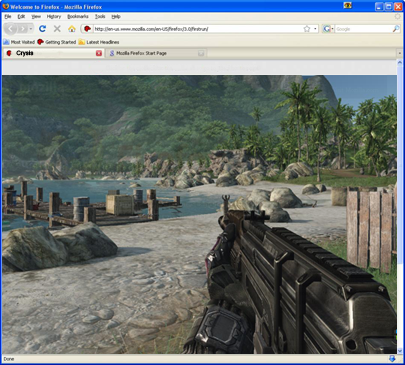 Welcome to Firefox - Mozilla Firefox
File Edit View History Bookmarks Tools Help
http://en-us.www.mozilla.com/en-US/firefox/3.0/firstrun/ Google
Most Visited Getting Started Latest Headlines
Crysis Mozilla Firefox Start Page
Done